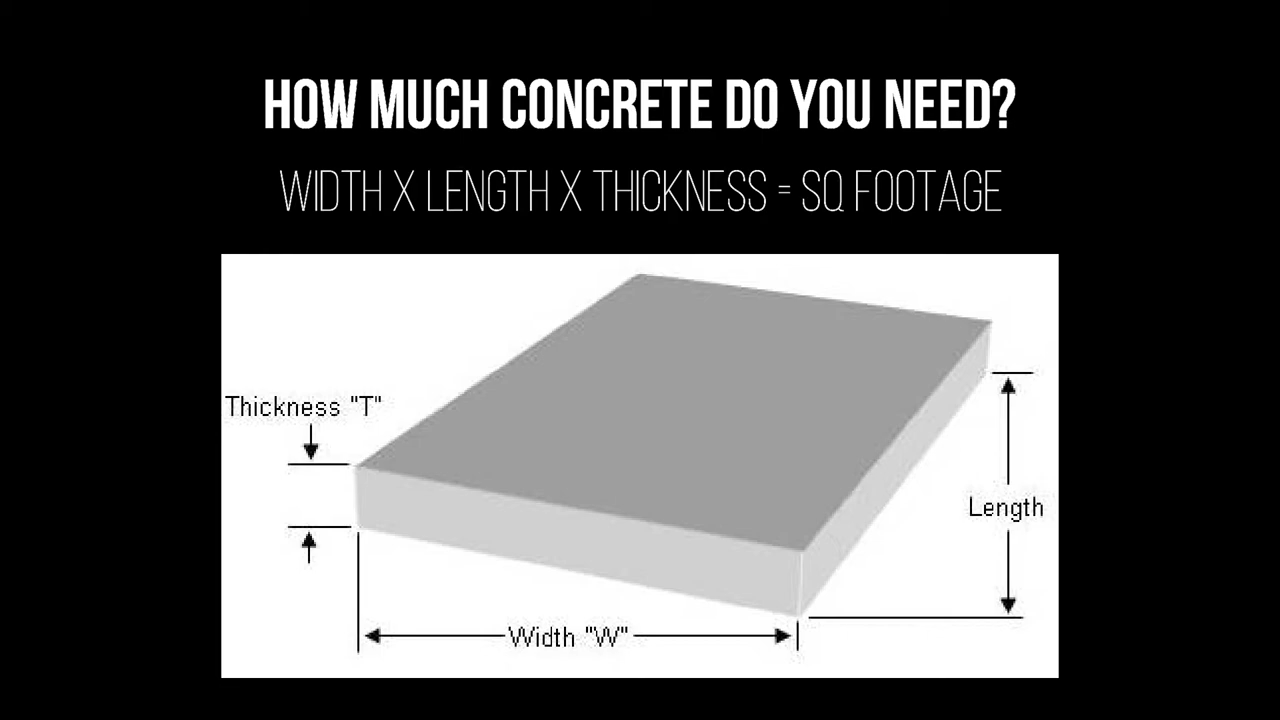 HOW MUCH CONCRETE DO YOU NEED?
WIDTH X LENGTH X THICKNESS = SQ FOOTAGE
Thickness "T"
Length
Width "W"